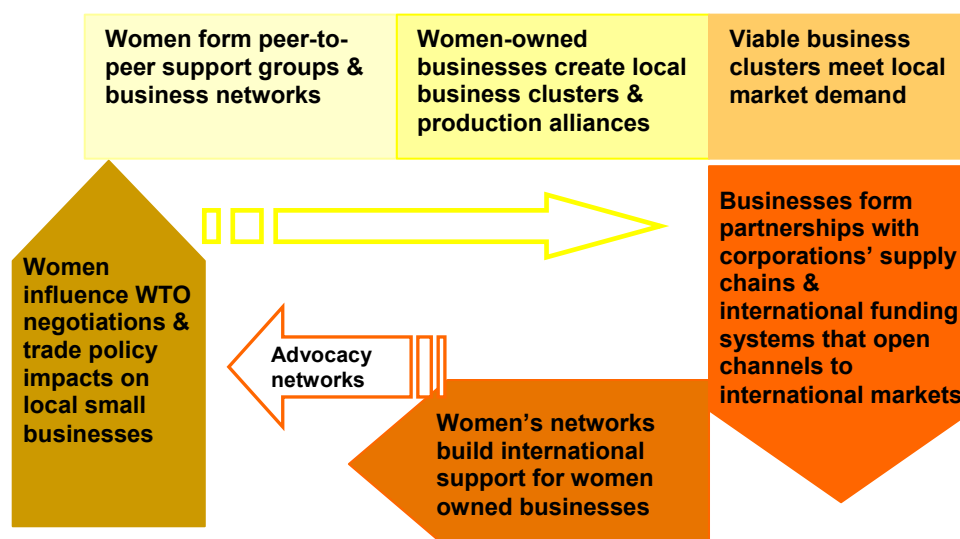 Women form peer-to-
peer support groups &
business networks
Women-owned
businesses create local
business clusters &
production alliances
Viable business
clusters meet local
market demand
Businesses form
partnerships with
corporations’ supply
chains &
international funding
systems that open
channels to
international markets
Women’s networks
build international
support for women
owned businesses
Advocacy
networks
Women
influence WTO
negotiations &
trade policy
impacts on
local small
businesses